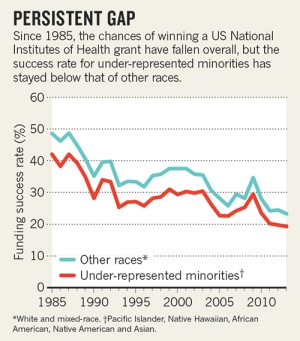 PERSISTENT GAP
Since 1985, the chances of winning a US National
Institutes of Health grant have fallen overall, but the
success rate for under-represented minorities has
stayed below that of other races.
Funding success rate (%)
60
50
40
30
20
10
0
Other races*
Under-represented minorities†
1985 1990 1995 2000 2005 2010
*White and mixed-race. †Pacific Islander, Native Hawaiian, African
American, Native American and Asian.